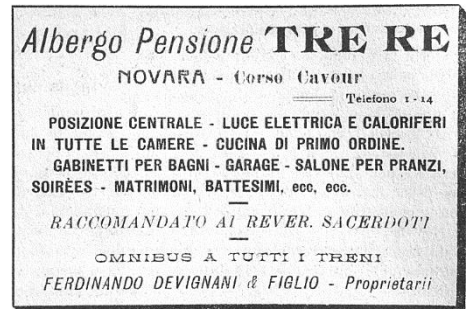 Albergo Pensione TRE RE
NOVARA - Corso Cavour
Telefono 1-14
POSIZIONE CENTRALE - LUCE ELETTRICA E CALORIFERI
IN TUTTE LE CAMERE - CUCINA DI PRIMO ORDINE.
GABINETTI PER BAGNI - GARAGE - SALONE PER PRANZI,
SOIRÈES - MATRIMONI, BATTESIMI, ecc, ecc.
RACCOMANDATO AI REVER. SACERDOTI
OMNIBUS A TUTTI I TRENI
FERDINANDO DEVIGNANI & FIGLIO - Proprietarii